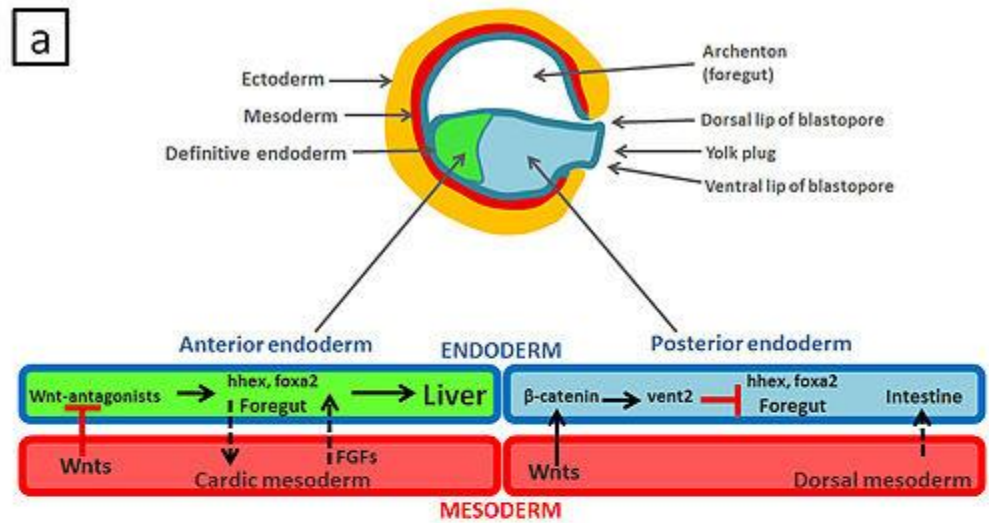 a
Ectoderm
Mesoderm
Definitive endoderm
Archenton
(foregut)
Dorsal lip of blastopore
Yolk plug
Ventral lip of blastopore
Anterior endoderm
ENDODERM
Posterior endoderm
Wnt-antagonists
hhex, foxa2
Foregut
Liver
β-catenin
vent2
hhex, foxa2
Foregut
Intestine
Wnts
Cardic mesoderm
FGFs
Wnts
Dorsal mesoderm
MESODERM